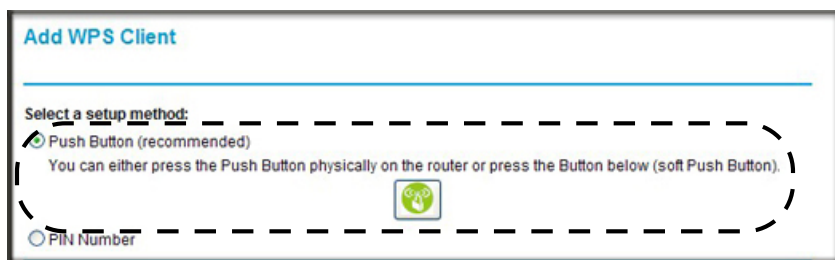 Add WPS Client
Select a setup method:
Push Button (recommended)
You can either press the Push Button physically on the router or press the Button below (soft Push Button).
PIN Number